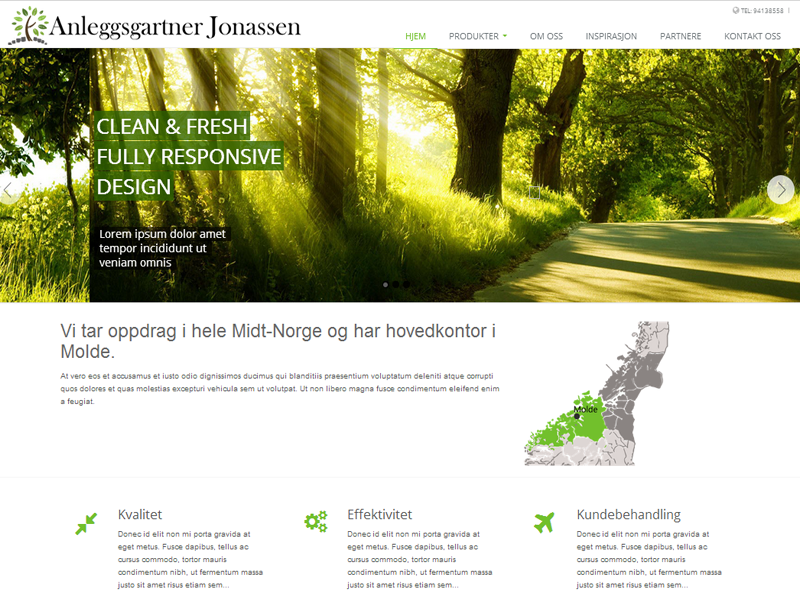 TEL: 94138558
Anleggsgartner Jonassen
HJEM PRODUKTER OM OSS INSPIRASJON PARTNERE KONTAKT OSS
CLEAN & FRESH
FULLY RESPONSIVE
DESIGN
Lorem ipsum dolor amet
tempor incididunt ut
veniam omnis
Vi tar oppdrag i hele Midt-Norge og har hovedkontor i
Molde.
At vero eos et accusamus et iusto odio dignissimos ducimus qui blanditiis praesentium voluptatum deleniti atque corrupti
quos dolores et quas molestias excepturi vehicula sem ut volutpat. Ut non libero magna fusce condimentum eleifend enim
a feugiat.
Molde
Kvalitet
Donec id elit non mi porta gravida at
eget metus. Fusce dapibus, tellus ac
cursus commodo, tortor mauris
condimentum nibh, ut fermentum massa
justo sit amet risus etiam sem...
Effektivitet
Donec id elit non mi porta gravida at
eget metus. Fusce dapibus, tellus ac
cursus commodo, tortor mauris
condimentum nibh, ut fermentum massa
justo sit amet risus etiam sem...
Kundebehandling
Donec id elit non mi porta gravida at
eget metus. Fusce dapibus, tellus ac
cursus commodo, tortor mauris
condimentum nibh, ut fermentum massa
justo sit amet risus etiam sem...